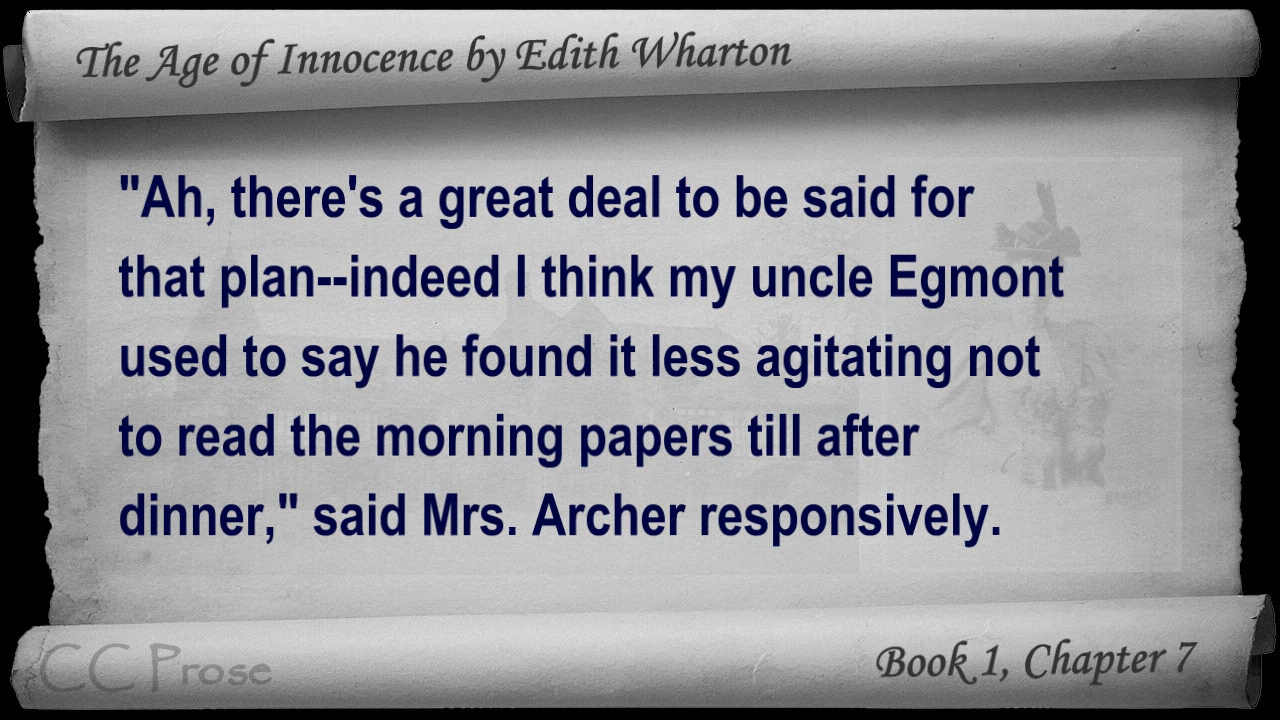 The Age of Innocence by Edith Wharton
"Ah, there's a great deal to be said for
that plan--indeed I think my uncle Egmont
used to say he found it less agitating not
to read the morning papers till after
dinner," said Mrs. Archer responsively.
CC Prose
Book 1, Chapter 7